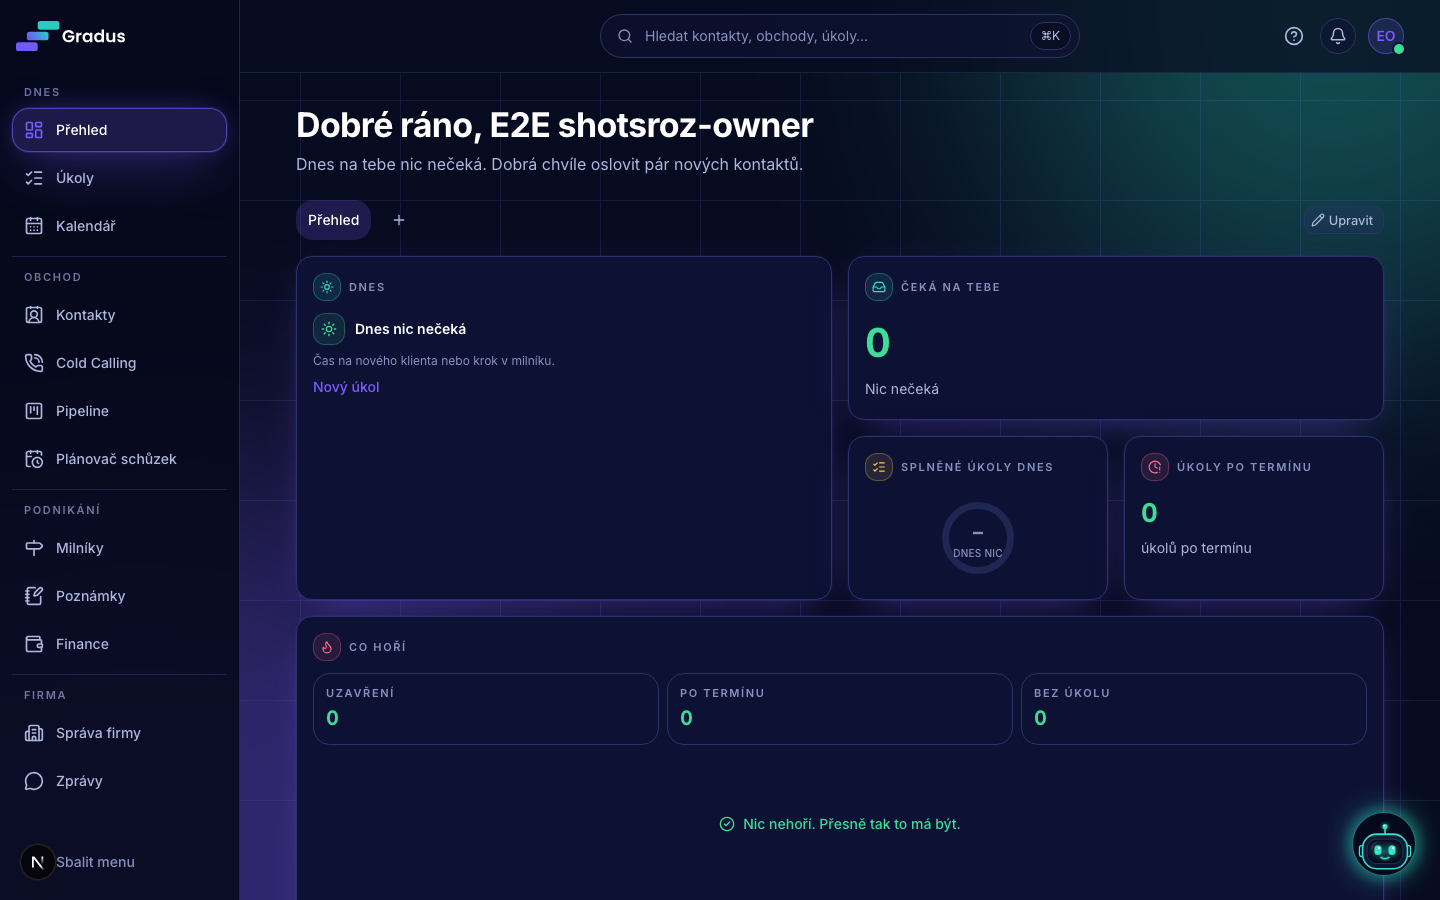 Gradus
Hledat kontakty, obchody, úkoly...
⌘K
EO
DNES
Přehled
Úkoly
Kalendář
OBCHOD
Kontakty
Cold Calling
Pipeline
Plánovač schůzek
PODNIKÁNÍ
Milníky
Poznámky
Finance
FIRMA
Správa firmy
Zprávy
N
Sbalit menu
Dobré ráno, E2E shotsroz-owner
Dnes na tebe nic nečeká. Dobrá chvíle oslovit pár nových kontaktů.
Přehled
+
Upravit
DNES
Dnes nic nečeká
Čas na nového klienta nebo krok v milníku.
Nový úkol
ČEKÁ NA TEBE
0
Nic nečeká
SPLNĚNÉ ÚKOLY DNES
–
DNES NIC
ÚKOLY PO TERMÍNU
0
úkolů po termínu
CO HOŘÍ
UZAVŘENÍ
0
PO TERMÍNU
0
BEZ ÚKOLU
0
Nic nehoří. Přesně tak to má být.